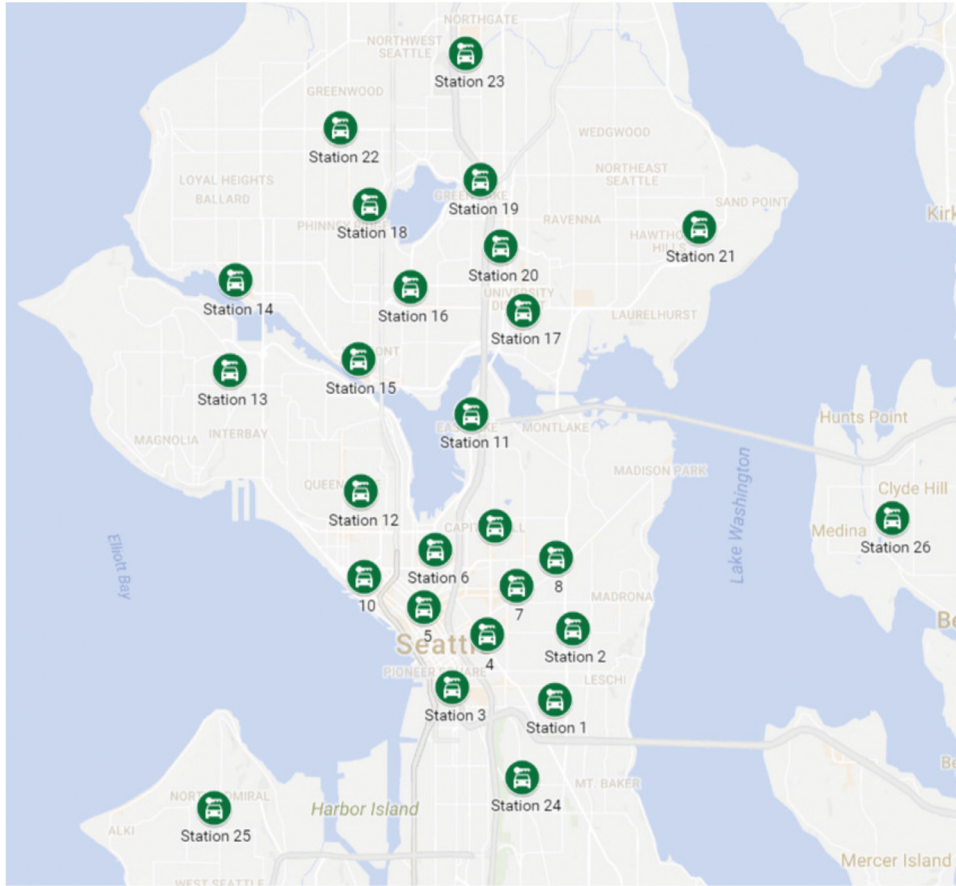 NORTHGATE
NORTHWEST
SEATTLE
Station 23
GREENWOOD
Station 22
WEDGWOOD
NORTHEAST
SEATTLE
LOYAL HEIGHTS
BALLARD
Station 19
SAND POINT
Station 18
RAVENNA
Station 21
Station 20
HILLS
Station 14
Station 16
UNIVERSITY
Station 17
LAURELHURST
Station 15
Station 13
Hunts Point
Station 11
MONTLAKE
MAGNOLIA
INTERBAY
MADISON PARK
Lake Washington
Clyde Hill
Station 12
Medina
Station 26
Elliott Bay
Station 6
10
7
8
MADRONA
5
4
Station 2
PIONEER SQUARE
LESCHI
Station 3
Station 1
Station 24
MT. BAKER
Harbor Island
ALKI
Station 25
Mercer Island
WEST SEATTLE